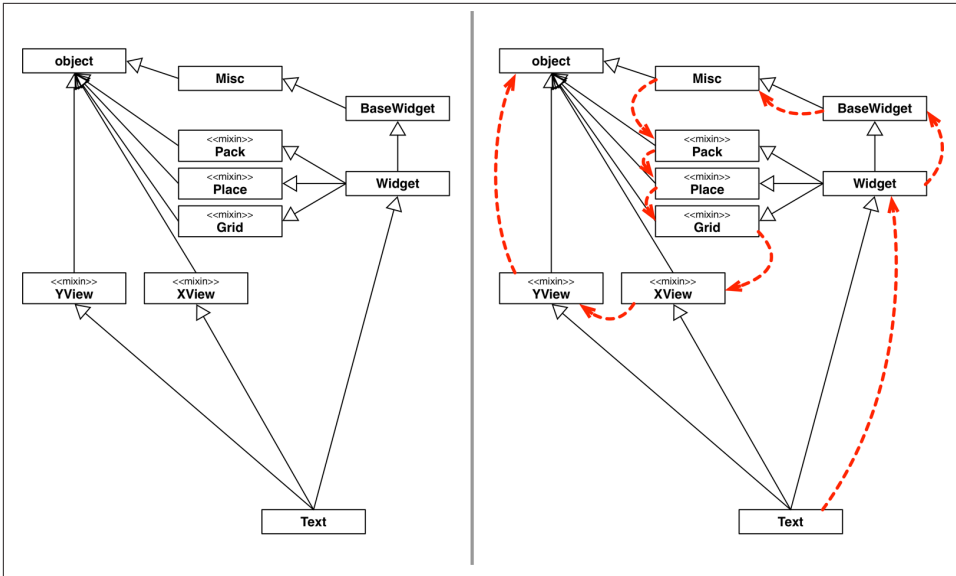 object
Misc
BaseWidget
<<mixin>>
Pack
<<mixin>>
Place
<<mixin>>
Grid
Widget
<<mixin>>
YView
<<mixin>>
XView
Text
object
Misc
BaseWidget
<<mixin>>
Pack
<<mixin>>
Place
<<mixin>>
Grid
Widget
<<mixin>>
YView
<<mixin>>
XView
Text